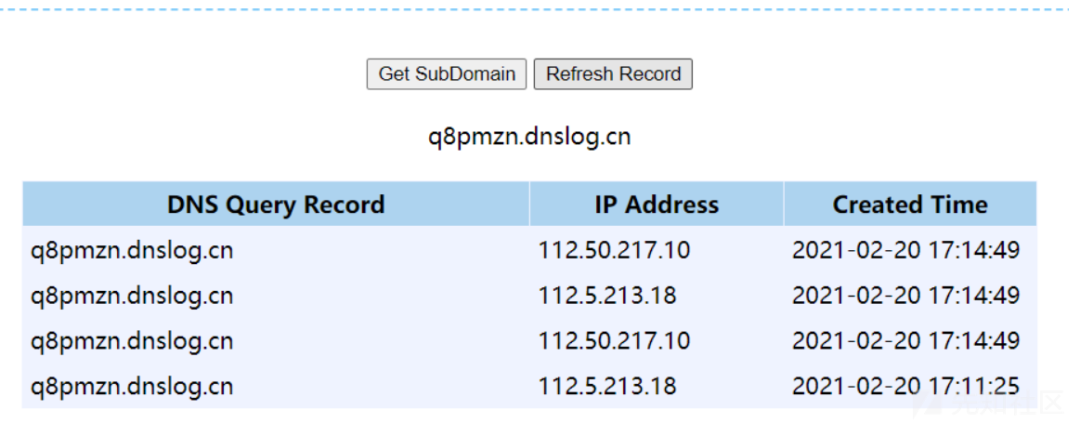 Get SubDomain Refresh Record
q8pmzn.dnslog.cn
DNS Query Record IP Address Created Time
q8pmzn.dnslog.cn 112.50.217.10 2021-02-20 17:14:49
q8pmzn.dnslog.cn 112.5.213.18 2021-02-20 17:14:49
q8pmzn.dnslog.cn 112.50.217.10 2021-02-20 17:14:49
q8pmzn.dnslog.cn 112.5.213.18 2021-02-20 17:11:25
先知社区